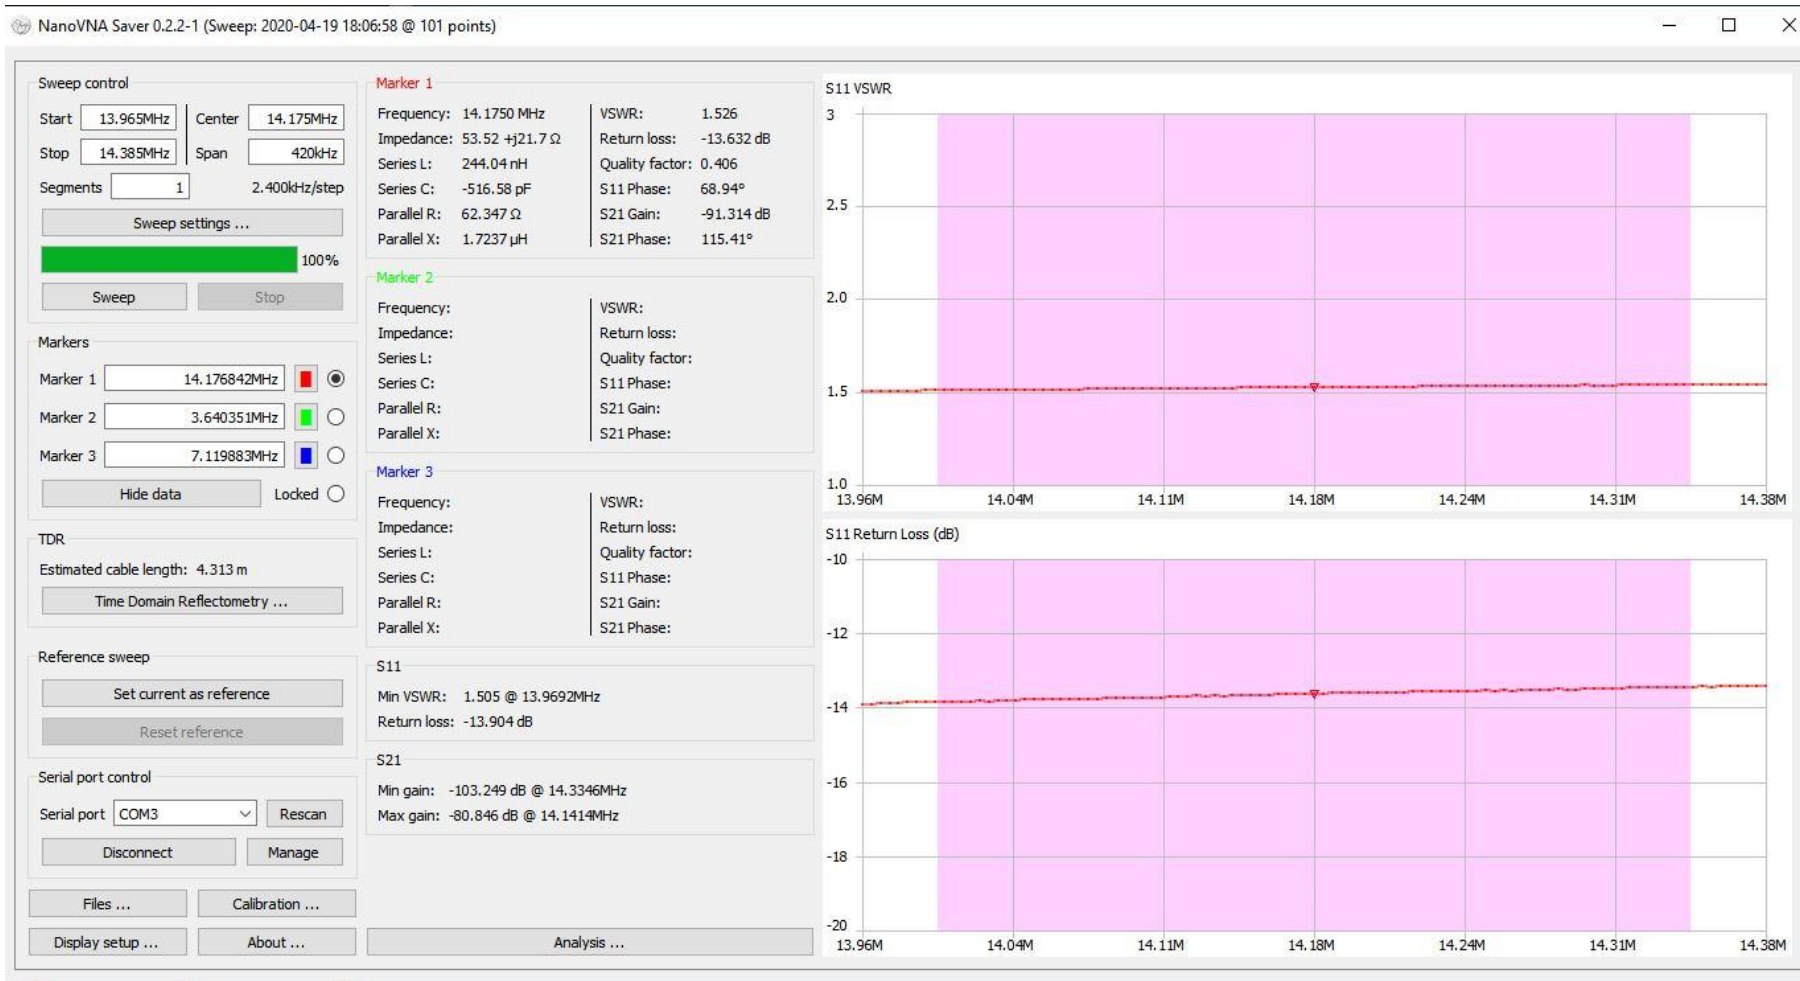 NanoVNA Saver 0.2.2-1 (Sweep: 2020-04-19 18:06:58 @ 101 points)
Sweep control
Start 13.965MHz Center 14.175MHz
Stop 14.385MHz Span 420kHz
Segments 1 2.400kHz/step
Sweep settings ...
100%
Sweep Stop
Markers
Marker 1 14.176842MHz
Marker 2 3.640351MHz
Marker 3 7.119883MHz
Hide data Locked
TDR
Estimated cable length: 4.313 m
Time Domain Reflectometry ...
Reference sweep
Set current as reference
Reset reference
Serial port control
Serial port COM3 Rescan
Disconnect Manage
Files ... Calibration ...
Display setup ... About ...
Marker 1
Frequency: 14.1750 MHz VSWR: 1.526
Impedance: 53.52 +j21.7 Ω Return loss: -13.632 dB
Series L: 244.04 nH Quality factor: 0.406
Series C: -516.58 pF S11 Phase: 68.94°
Parallel R: 62.347 Ω S21 Gain: -91.314 dB
Parallel X: 1.7237 µH S21 Phase: 115.41°
Marker 2
Frequency: VSWR:
Impedance: Return loss:
Series L: Quality factor:
Series C: S11 Phase:
Parallel R: S21 Gain:
Parallel X: S21 Phase:
Marker 3
Frequency: VSWR:
Impedance: Return loss:
Series L: Quality factor:
Series C: S11 Phase:
Parallel R: S21 Gain:
Parallel X: S21 Phase:
S11
Min VSWR: 1.505 @ 13.9692MHz
Return loss: -13.904 dB
S21
Min gain: -103.249 dB @ 14.3346MHz
Max gain: -80.846 dB @ 14.1414MHz
Analysis ...
S11 VSWR
3
2.5
2.0
1.5
1.0
13.96M 14.04M 14.11M 14.18M 14.24M 14.31M 14.38M
S11 Return Loss (dB)
-10
-12
-14
-16
-18
-20
13.96M 14.04M 14.11M 14.18M 14.24M 14.31M 14.38M